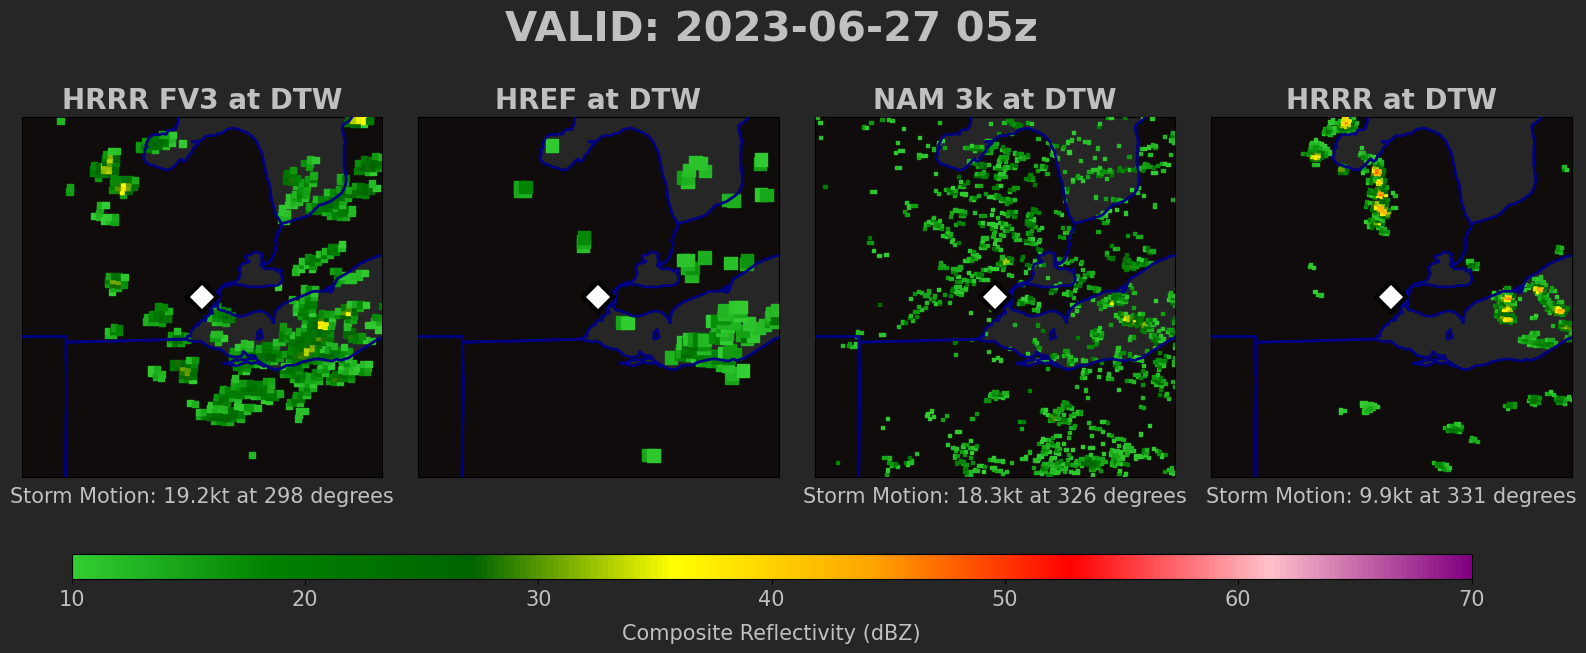 VALID: 2023-06-27 05z
HRRR FV3 at DTW
HREF at DTW
NAM 3k at DTW
HRRR at DTW
Storm Motion: 19.2kt at 298 degrees
Storm Motion: 18.3kt at 326 degrees
Storm Motion: 9.9kt at 331 degrees
10 20 30 40 50 60 70
Composite Reflectivity (dBZ)